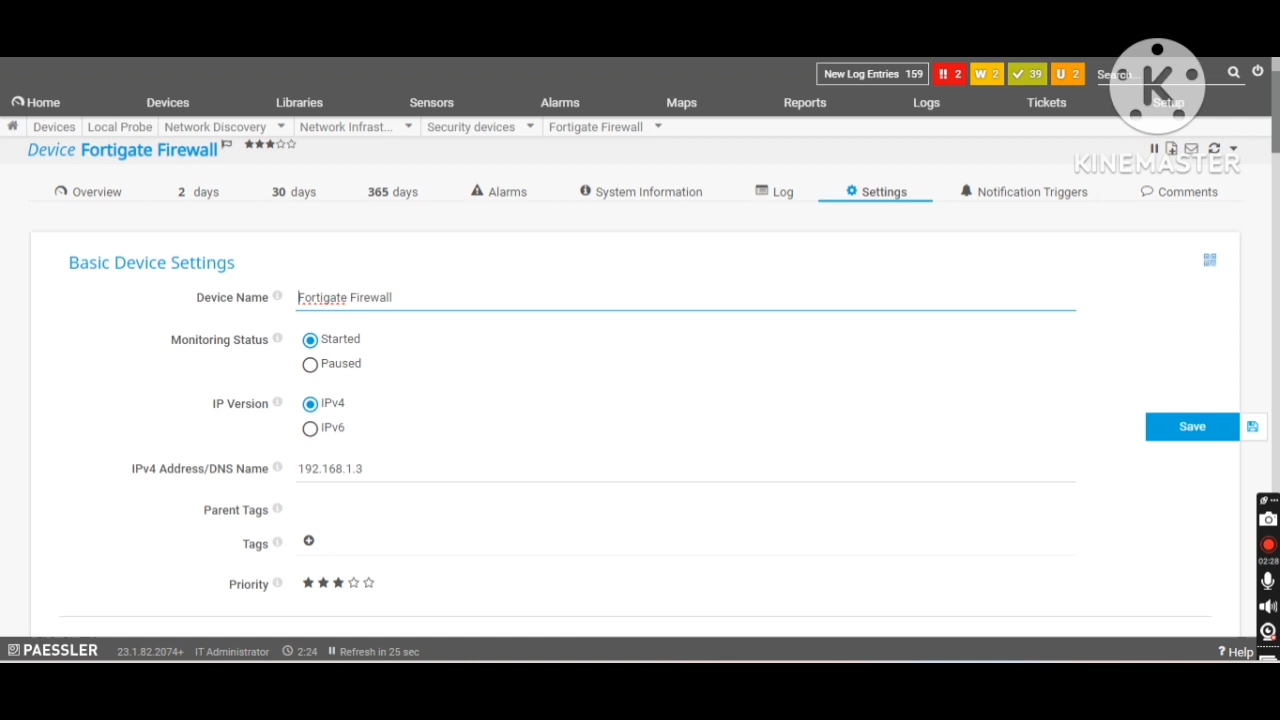 New Log Entries 159 !! 2 W 2 39 U 2 Search...
Home Devices Libraries Sensors Alarms Maps Reports Logs Tickets Setup
Devices Local Probe Network Discovery Network Infrast... Security devices Fortigate Firewall
Device Fortigate Firewall
K
KINEMASTER
Overview 2 days 30 days 365 days Alarms System Information Log Settings Notification Triggers Comments
Basic Device Settings
Device Name Fortigate Firewall
Monitoring Status Started
Paused
IP Version IPv4
IPv6
Save
IPv4 Address/DNS Name 192.168.1.3
Parent Tags
Tags
Priority
02:28
PAESSLER 23.1.82.2074+ IT Administrator 2:24 Refresh in 25 sec ? Help